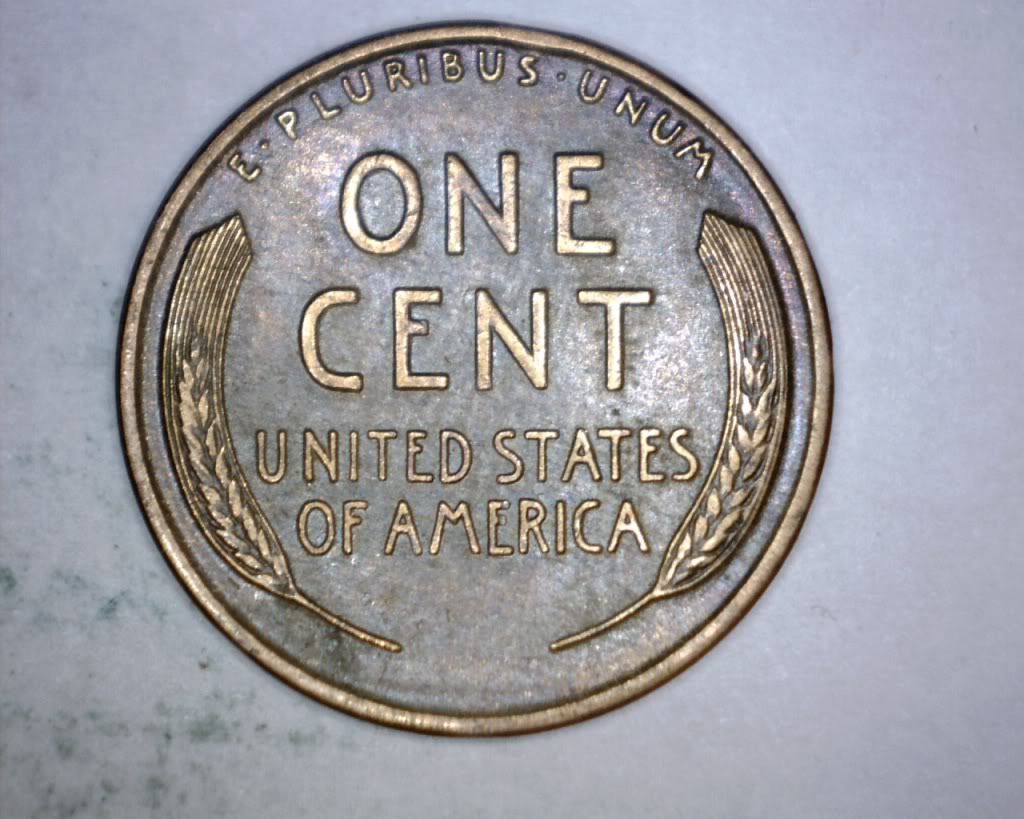 E·PLURIBUS·UNUM
ONE
CENT
UNITED STATES
OF AMERICA